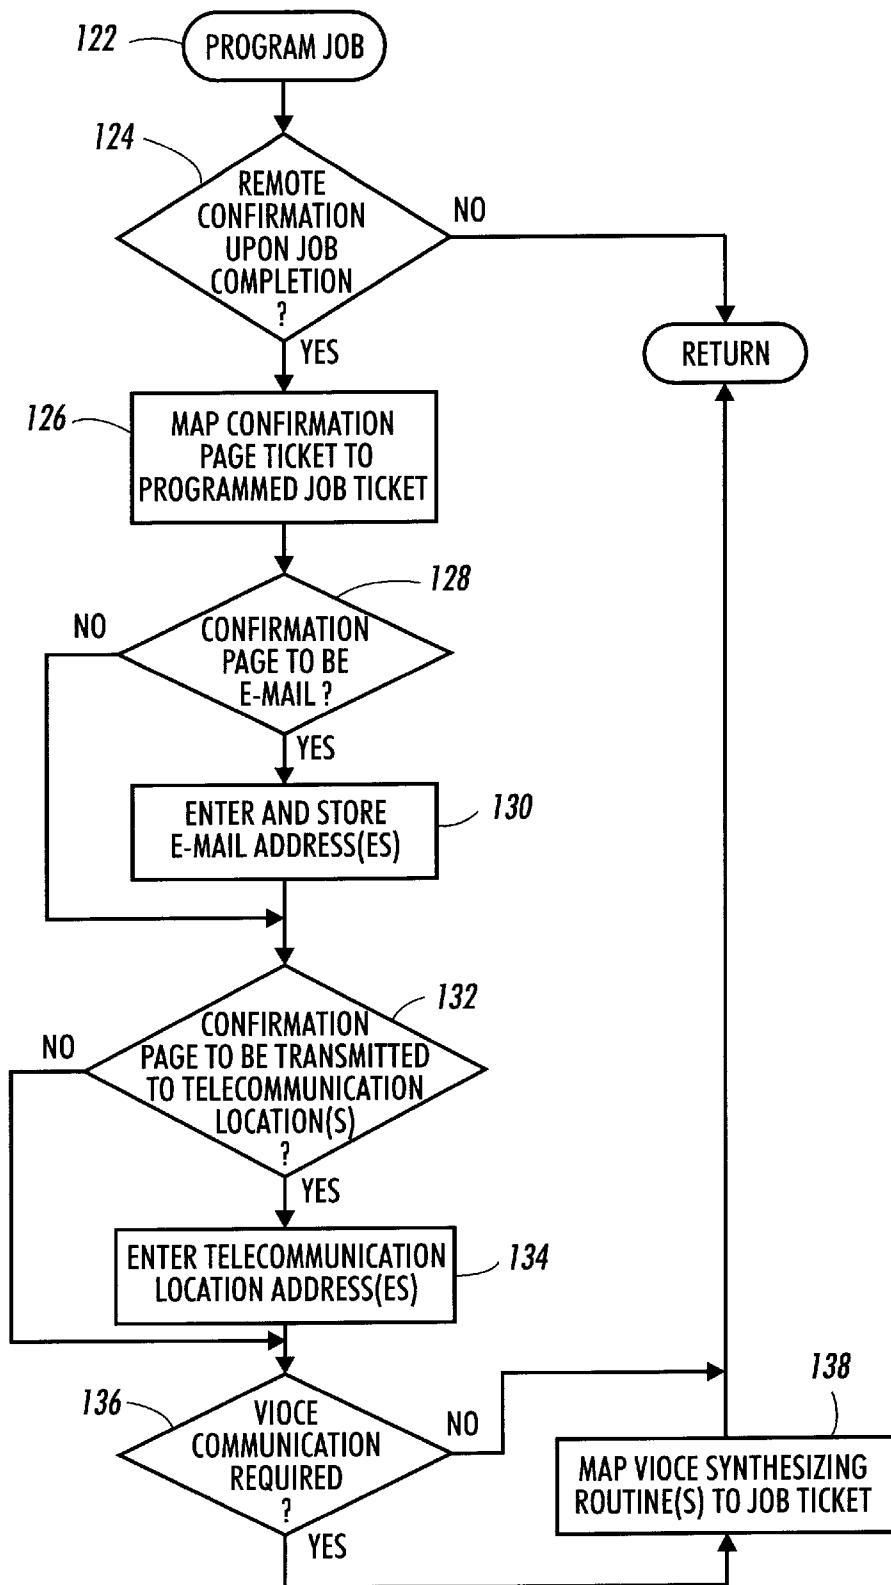 122
PROGRAM JOB
124
REMOTE
CONFIRMATION
UPON JOB
COMPLETION
?
NO
YES
RETURN
126
MAP CONFIRMATION
PAGE TICKET TO
PROGRAMMED JOB TICKET
128
NO
CONFIRMATION
PAGE TO BE
E-MAIL ?
YES
ENTER AND STORE
E-MAIL ADDRESS(ES)
130
132
NO
CONFIRMATION
PAGE TO BE TRANSMITTED
TO TELECOMMUNICATION
LOCATION(S)
?
YES
ENTER TELECOMMUNICATION
LOCATION ADDRESS(ES)
134
136
VIOCE
COMMUNICATION
REQUIRED
?
NO
YES
138
MAP VIOCE SYNTHESIZING
ROUTINE(S) TO JOB TICKET